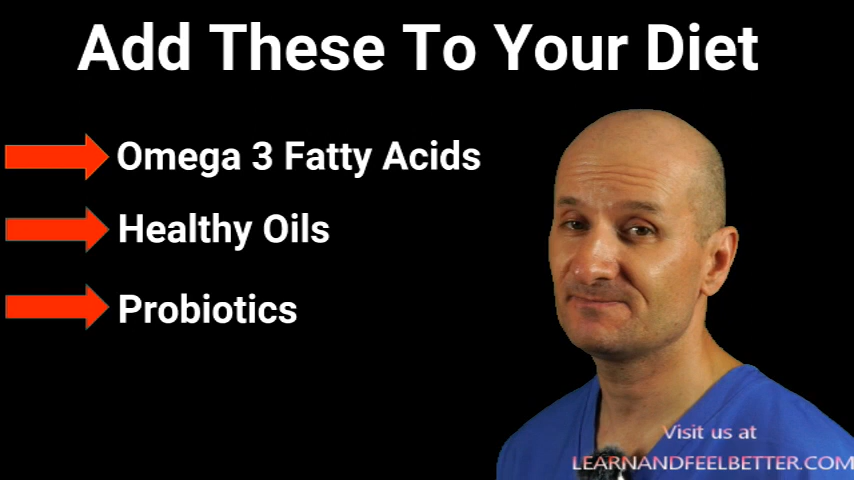 Add These To Your Diet
Omega 3 Fatty Acids
Healthy Oils
Probiotics
Visit us at
LEARNANDFEELBETTER.COM